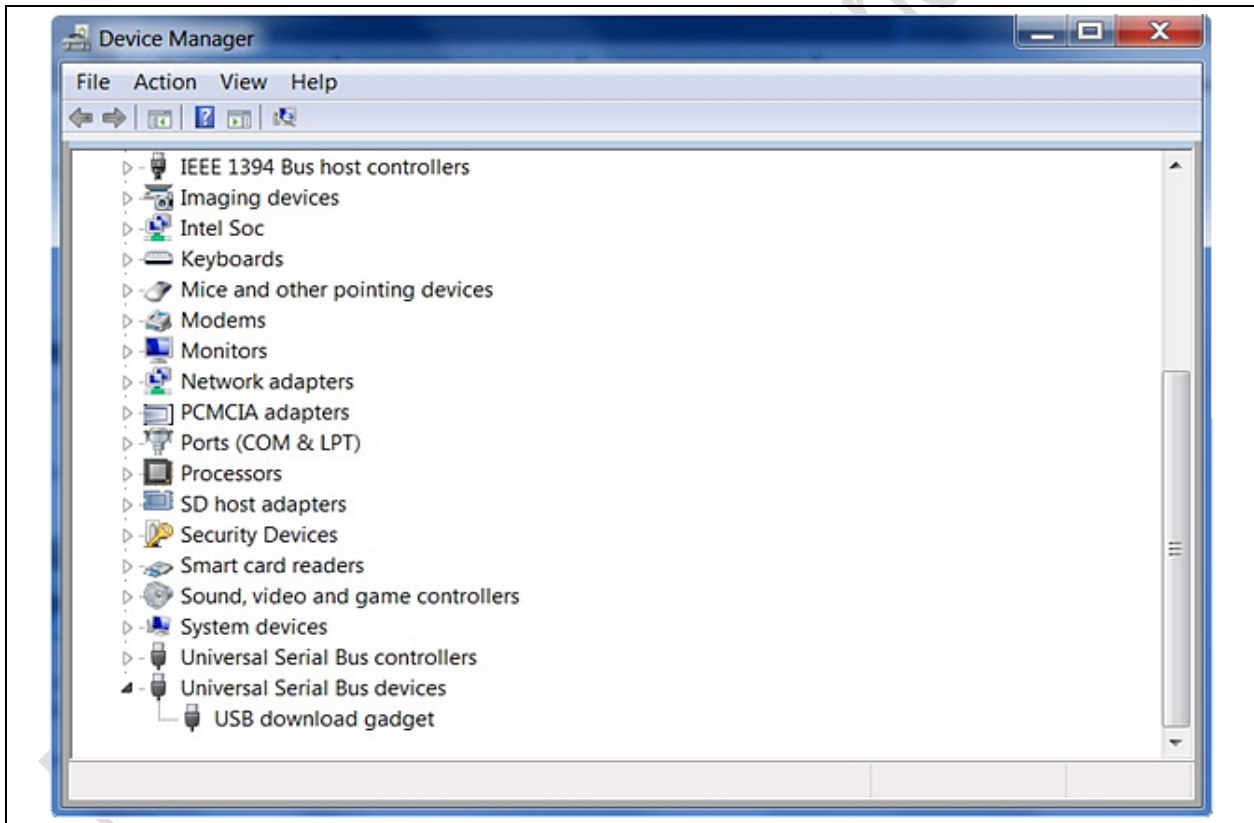 Device Manager
File Action View Help
IEEE 1394 Bus host controllers
Imaging devices
Intel Soc
Keyboards
Mice and other pointing devices
Modems
Monitors
Network adapters
PCMCIA adapters
Ports (COM & LPT)
Processors
SD host adapters
Security Devices
Smart card readers
Sound, video and game controllers
System devices
Universal Serial Bus controllers
Universal Serial Bus devices
USB download gadget